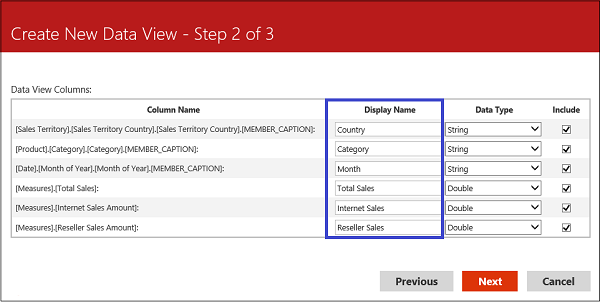 Create New Data View - Step 2 of 3
Data View Columns:
Column Name Display Name Data Type Include
[Sales Territory].[Sales Territory Country].[Sales Territory Country].[MEMBER_CAPTION]: Country String
[Product].[Category].[Category].[MEMBER_CAPTION]: Category String
[Date].[Month of Year].[Month of Year].[MEMBER_CAPTION]: Month String
[Measures].[Total Sales]: Total Sales Double
[Measures].[Internet Sales Amount]: Internet Sales Double
[Measures].[Reseller Sales Amount]: Reseller Sales Double
Previous Next Cancel